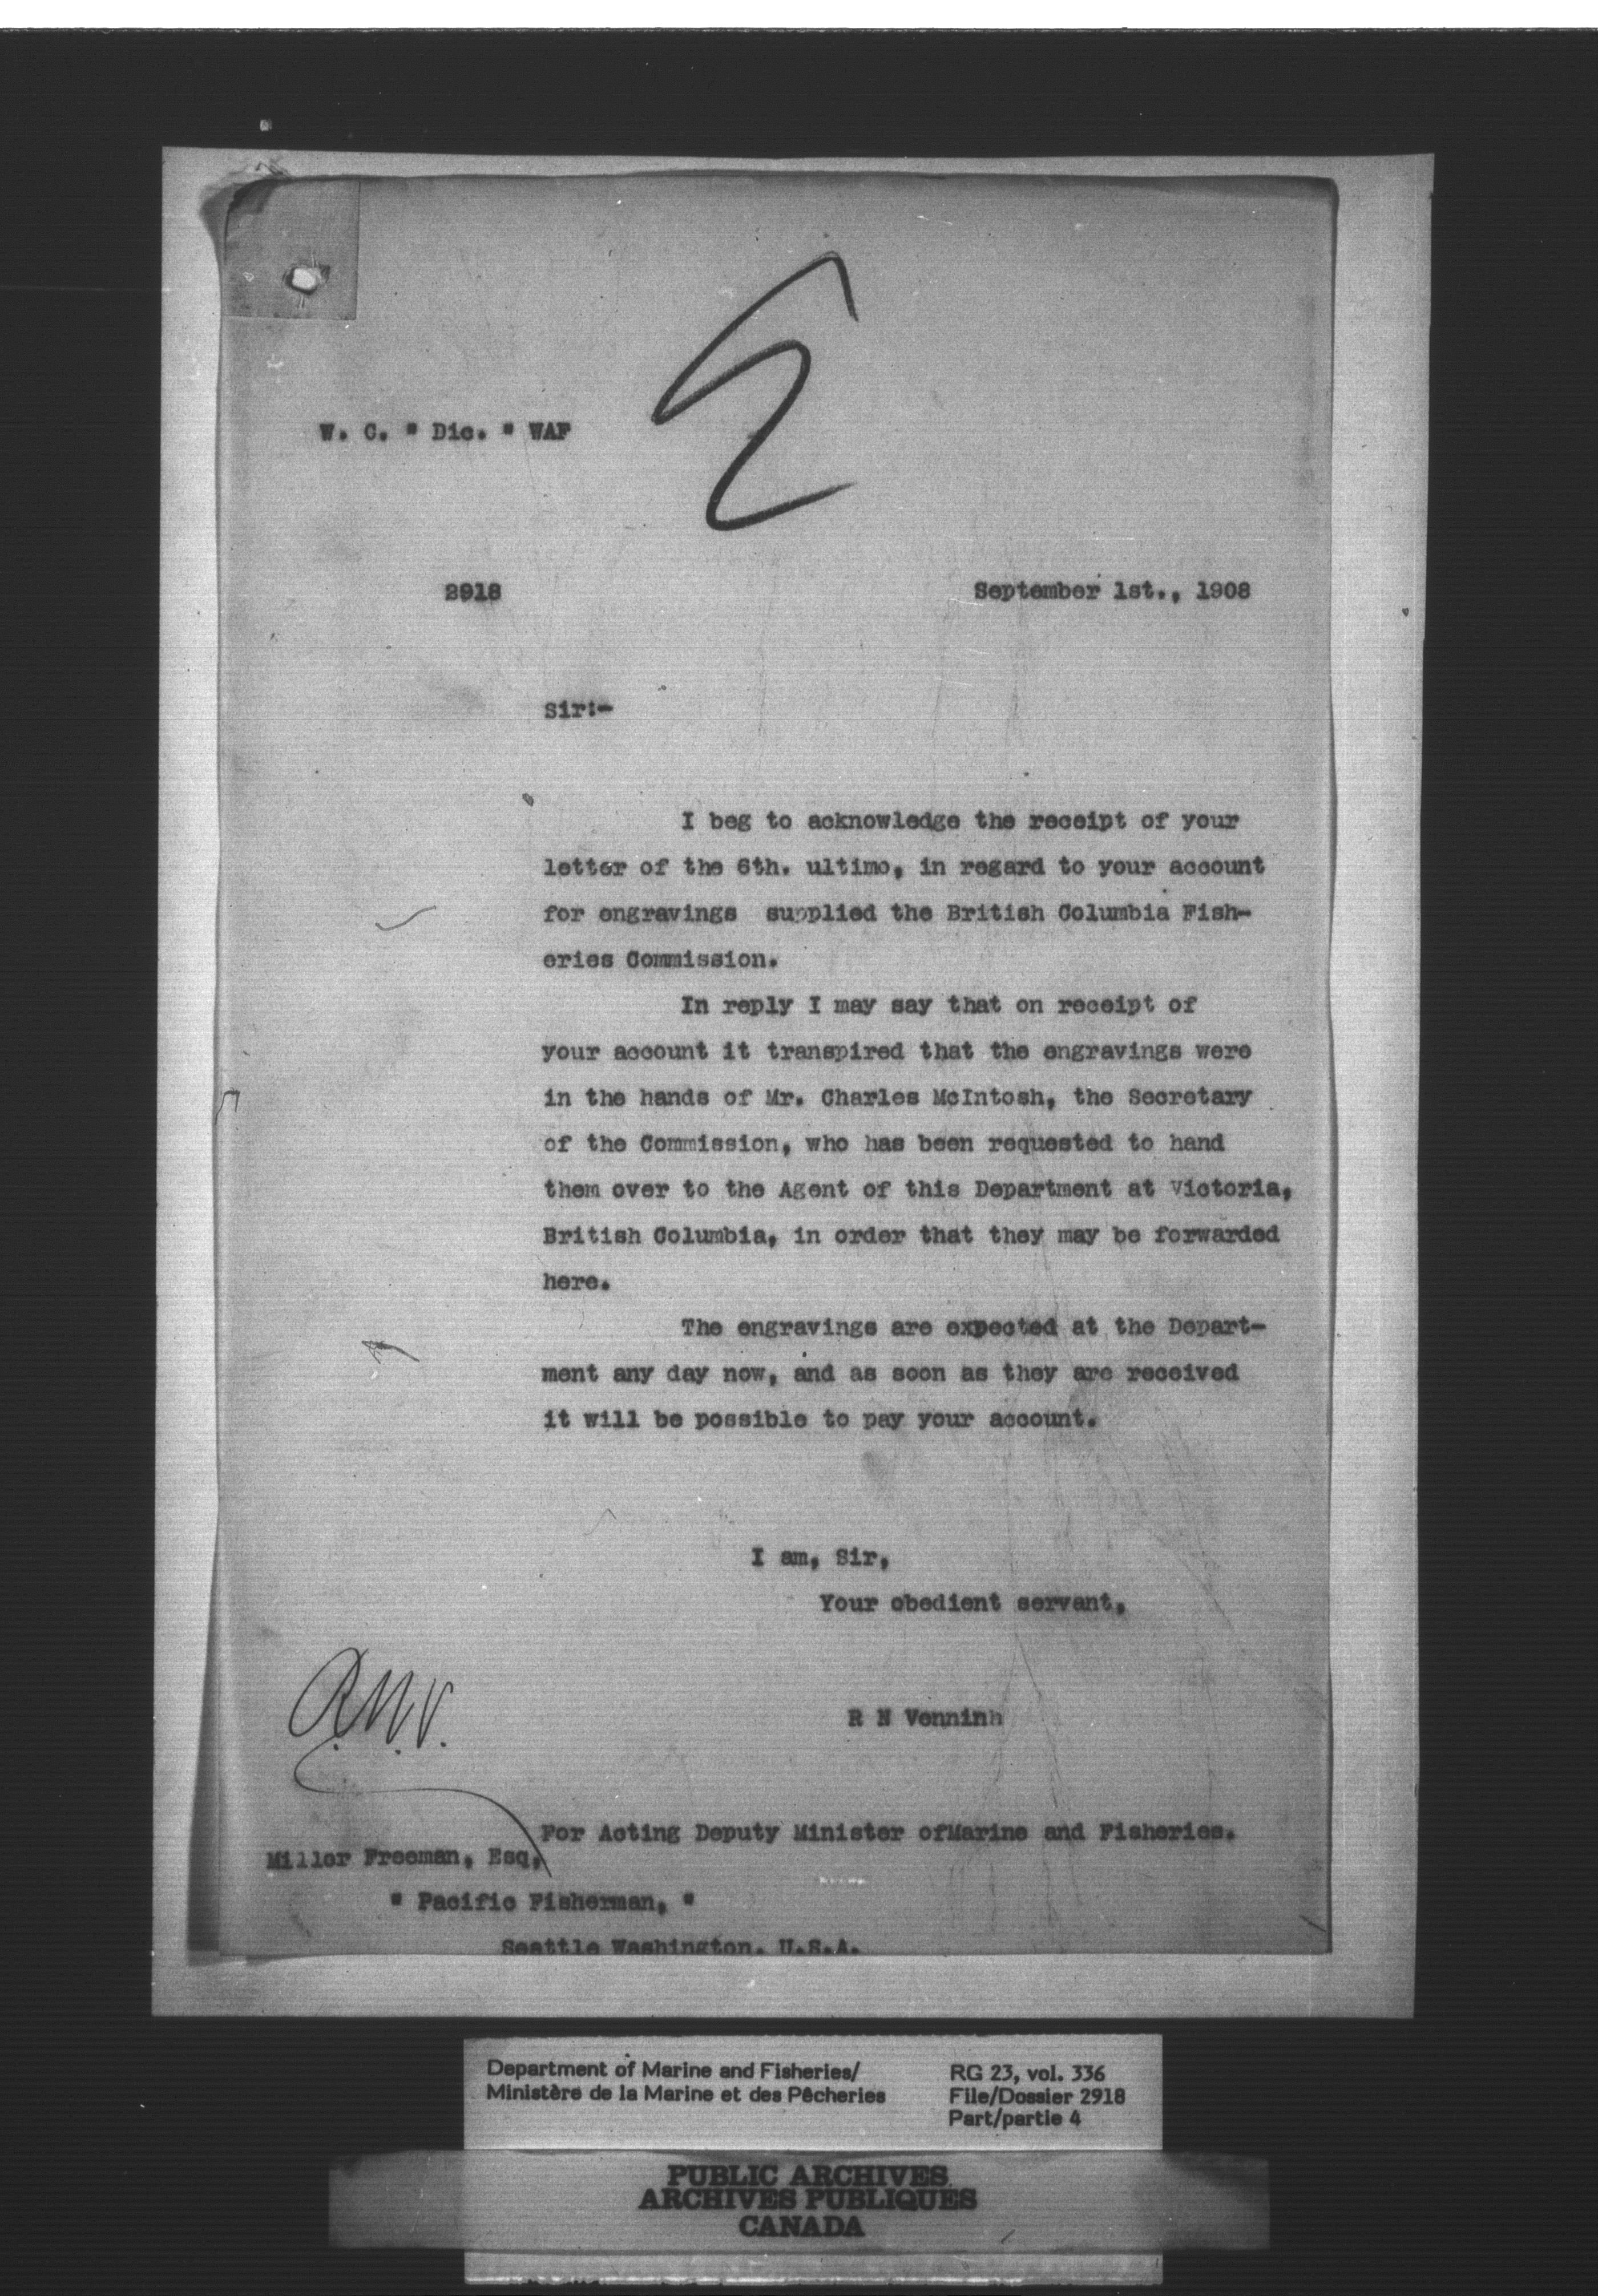 W. C. " Dic. " WAF
2918
September 1st., 1908
Sir:-
I beg to acknowledge the receipt of your
letter of the 6th. ultimo, in regard to your account
for engravings supplied the British Columbia Fish-
eries Commission.
In reply I may say that on receipt of
your account it transpired that the engravings were
in the hands of Mr. Charles McIntosh, the Secretary
of the Commission, who has been requested to hand
them over to the Agent of this Department at Victoria,
British Columbia, in order that they may be forwarded
here.
The engravings are expected at the Depart-
ment any day now, and as soon as they are received
it will be possible to pay your account.
I am, Sir,
Your obedient servant,
R N Venninh
R.N.V.
For Acting Deputy Minister ofMarine and Fisheries.
Miller Freeman, Esq,
" Pacific Fisherman, "
Seattle Washington. U.S.A.
Department of Marine and Fisheries/
Ministère de la Marine et des Pêcheries
RG 23, vol. 336
File/Dossier 2918
Part/partie 4
PUBLIC ARCHIVES
ARCHIVES PUBLIQUES
CANADA